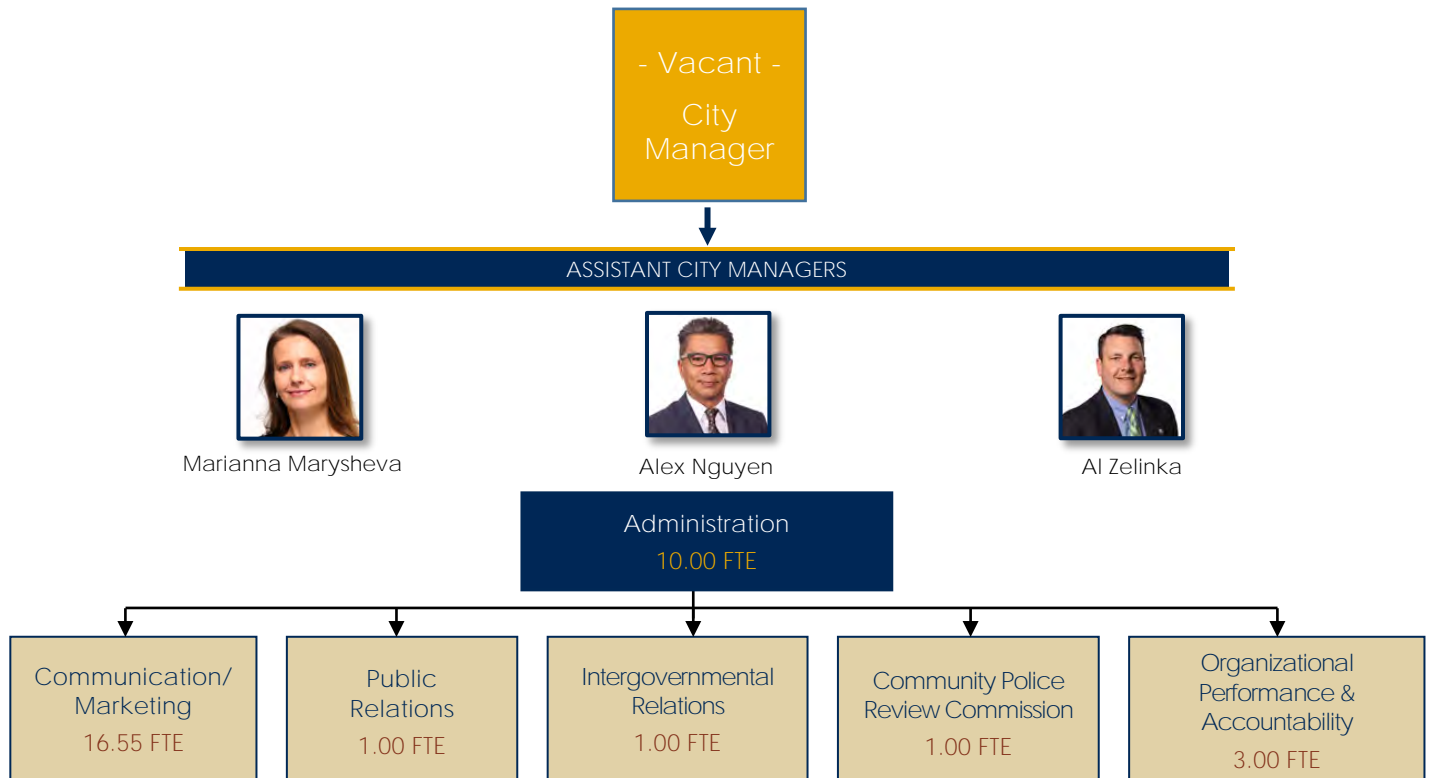 - Vacant -
City
Manager
ASSISTANT CITY MANAGERS
Marianna Marysheva
Alex Nguyen
Al Zelinka
Administration
10.00 FTE
Communication/
Marketing
16.55 FTE
Public
Relations
1.00 FTE
Intergovernmental
Relations
1.00 FTE
Community Police
Review Commission
1.00 FTE
Organizational
Performance &
Accountability
3.00 FTE